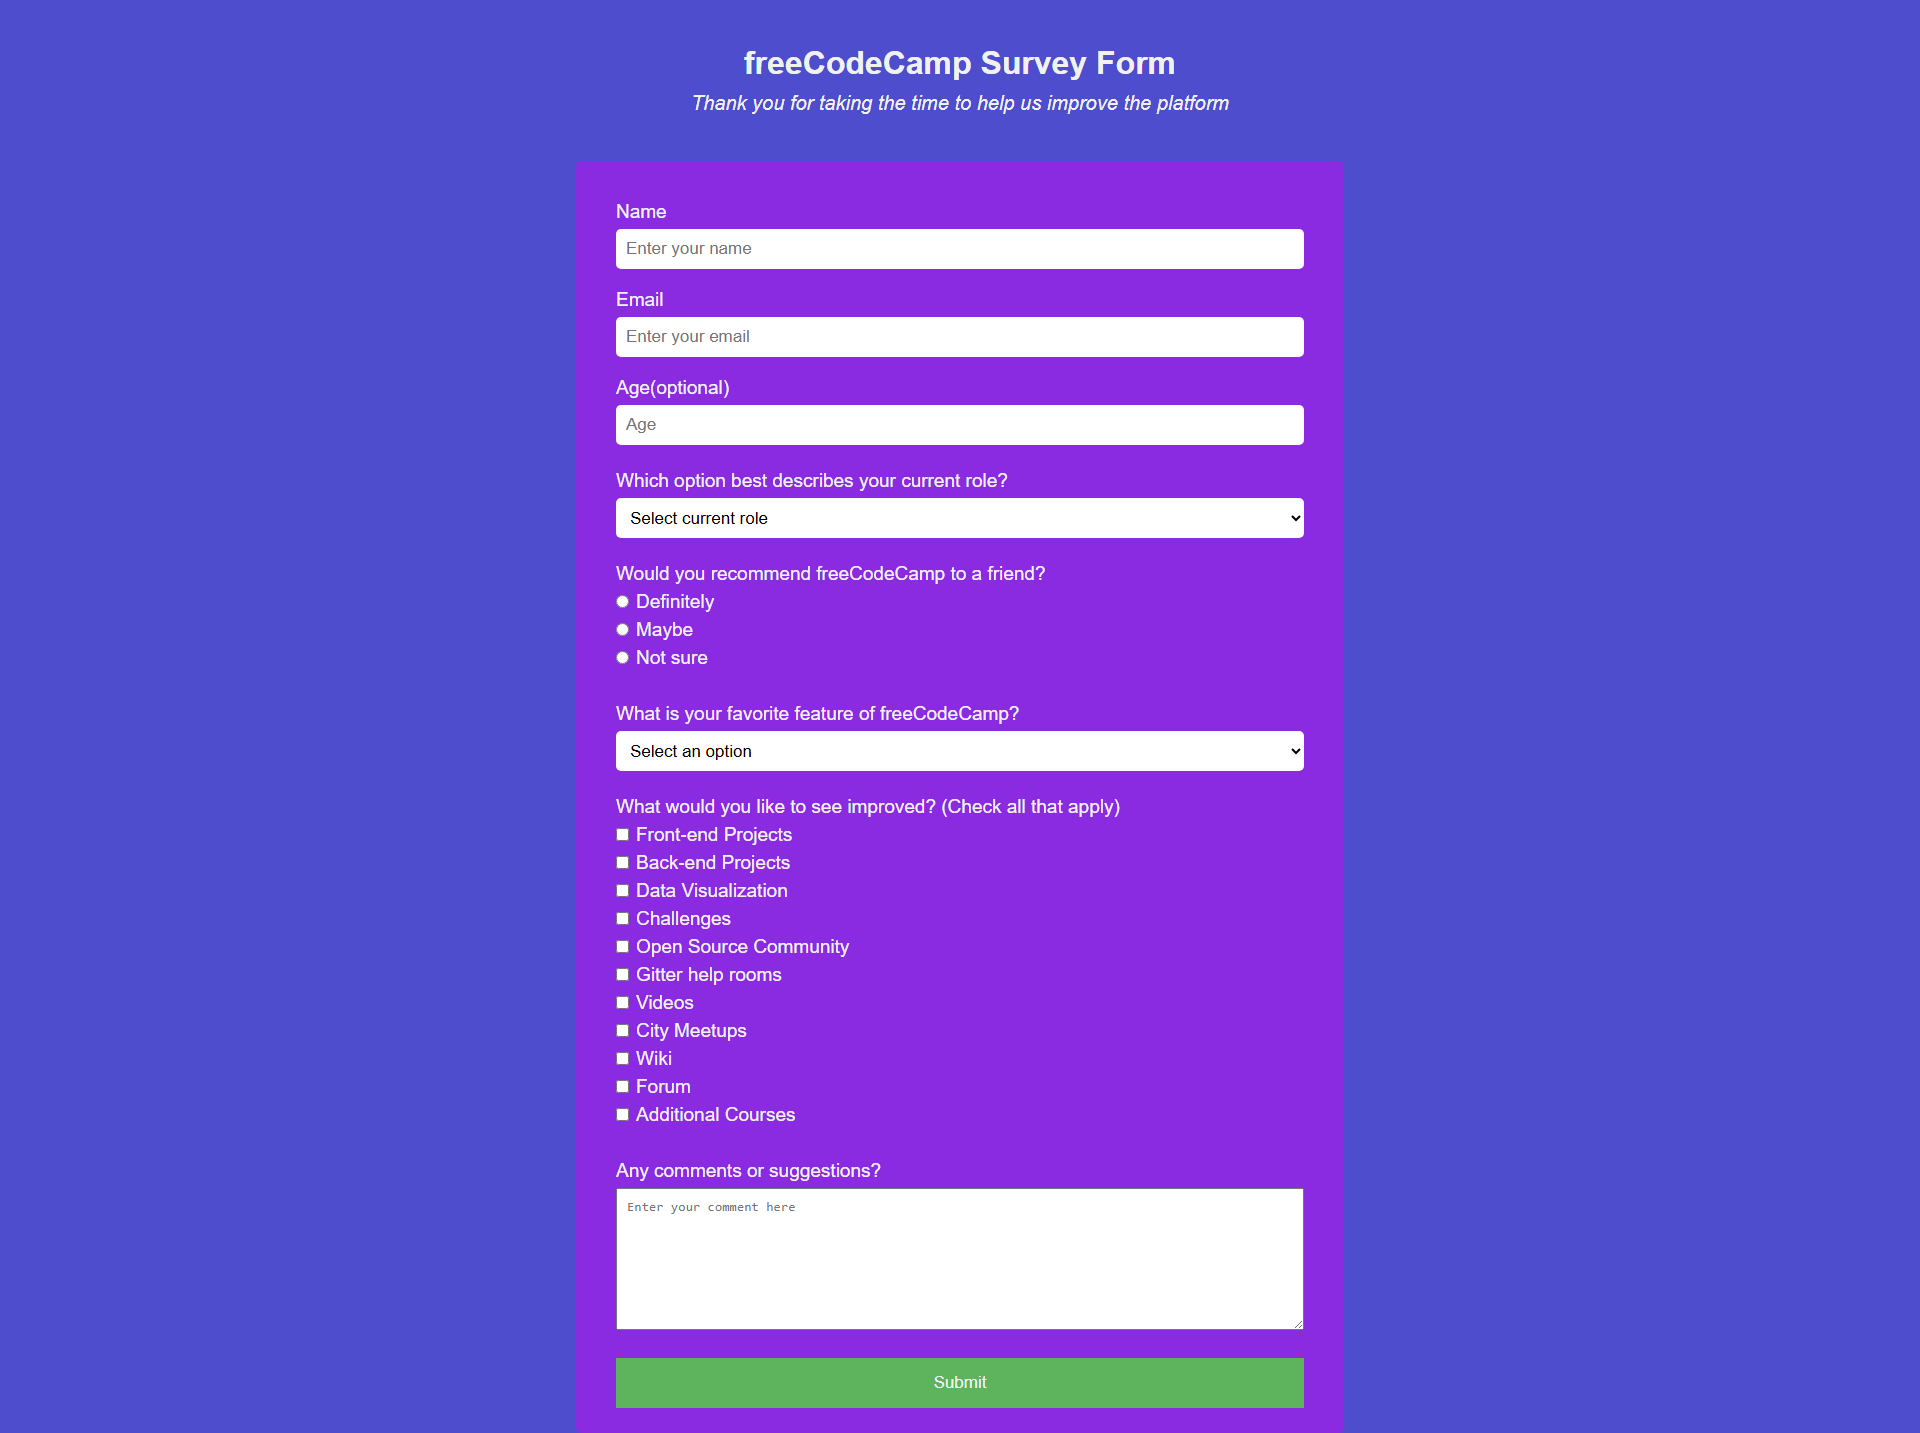 freeCodeCamp Survey Form
Thank you for taking the time to help us improve the platform
Name
Enter your name
Email
Enter your email
Age(optional)
Age
Which option best describes your current role?
Select current role
Would you recommend freeCodeCamp to a friend?
Definitely
Maybe
Not sure
What is your favorite feature of freeCodeCamp?
Select an option
What would you like to see improved? (Check all that apply)
Front-end Projects
Back-end Projects
Data Visualization
Challenges
Open Source Community
Gitter help rooms
Videos
City Meetups
Wiki
Forum
Additional Courses
Any comments or suggestions?
Enter your comment here
Submit